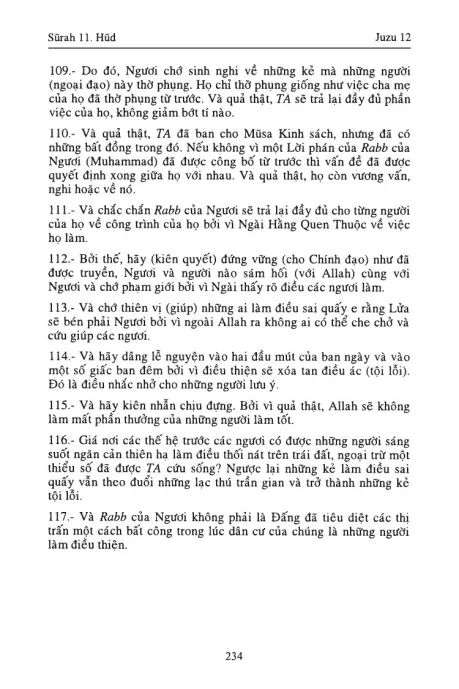 Sūrah 11. Hūd Juzu 12
109.- Do đó, Ngươi chớ sinh nghi về những kẻ mà những người
(ngoại đạo) này thờ phụng. Họ chỉ thờ phụng giống như việc cha mẹ
của họ đã thờ phụng từ trước. Và quả thật, TA sẽ trả lại đầy đủ phần
việc của họ, không giảm bớt tí nào.
110.- Và quả thật, TA đã ban cho Mūsa Kinh sách, nhưng đã có
những bất đồng trong đó. Nếu không vì một Lời phán của Rabb của
Ngươi (Muhammad) đã được công bố từ trước thì vấn đề đã được
quyết định xong giữa họ với nhau. Và quả thật, họ còn vương vấn,
nghi hoặc về nó.
111.- Và chắc chắn Rabb của Ngươi sẽ trả lại đầy đủ cho từng người
của họ về công trình của họ bởi vì Ngài Hằng Quen Thuộc về việc
họ làm.
112.- Bởi thế, hãy (kiên quyết) đứng vững (cho Chính đạo) như đã
được truyền, Ngươi và người nào sám hối (với Allah) cùng với
Ngươi và chớ phạm giới bởi vì Ngài thấy rõ điều các ngươi làm.
113.- Và chớ thiên vị (giúp) những ai làm điều sai quấy e rằng Lửa
sẽ bén phải Ngươi bởi vì ngoài Allah ra không ai có thể che chở và
cứu giúp các ngươi.
114.- Và hãy dâng lễ nguyện vào hai đầu mút của ban ngày và vào
một số giấc ban đêm bởi vì điều thiện sẽ xóa tan điều ác (tội lỗi).
Đó là điều nhắc nhở cho những người lưu ý.
115.- Và hãy kiên nhẫn chịu đựng. Bởi vì quả thật, Allah sẽ không
làm mất phần thưởng của những người làm tốt.
116.- Giá nơi các thế hệ trước các ngươi có được những người sáng
suốt ngăn cản thiên hạ làm điều thối nát trên trái đất, ngoại trừ một
thiểu số đã được TA cứu sống? Ngược lại những kẻ làm điều sai
quấy vẫn theo đuổi những lạc thú trần gian và trở thành những kẻ
tội lỗi.
117.- Và Rabb của Ngươi không phải là Đấng đã tiêu diệt các thị
trấn một cách bất công trong lúc dân cư của chúng là những người
làm điều thiện.
234